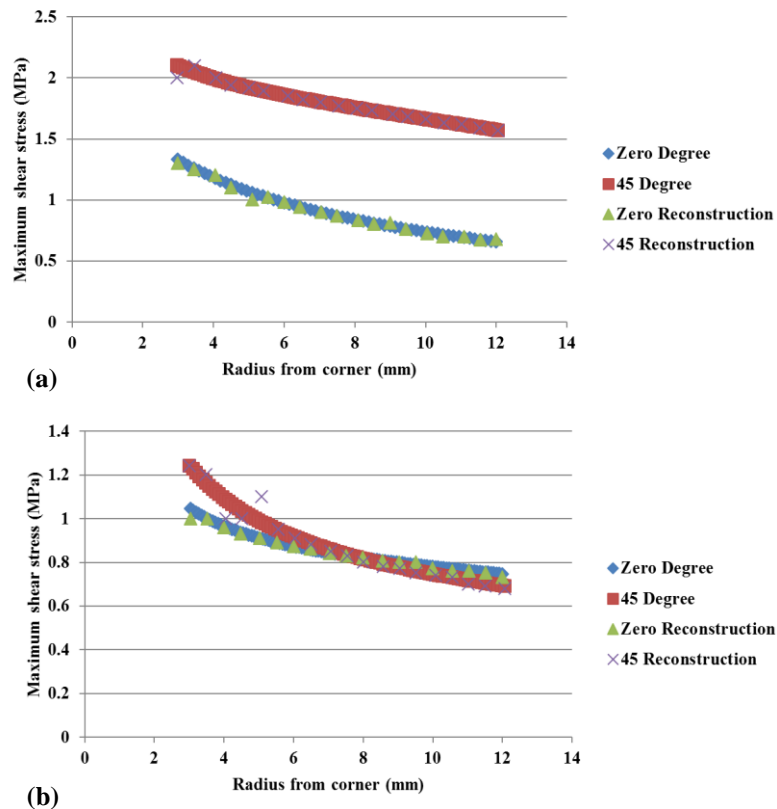 2.5
2
1.5
1
0.5
0
0 2 4 6 8 10 12 14
Maximum shear stress (MPa)
Radius from corner (mm)
Zero Degree
45 Degree
Zero Reconstruction
45 Reconstruction
(a)
1.4
1.2
1
0.8
0.6
0.4
0.2
0
0 2 4 6 8 10 12 14
Maximum shear stress (MPa)
Radius from corner (mm)
Zero Degree
45 Degree
Zero Reconstruction
45 Reconstruction
(b)